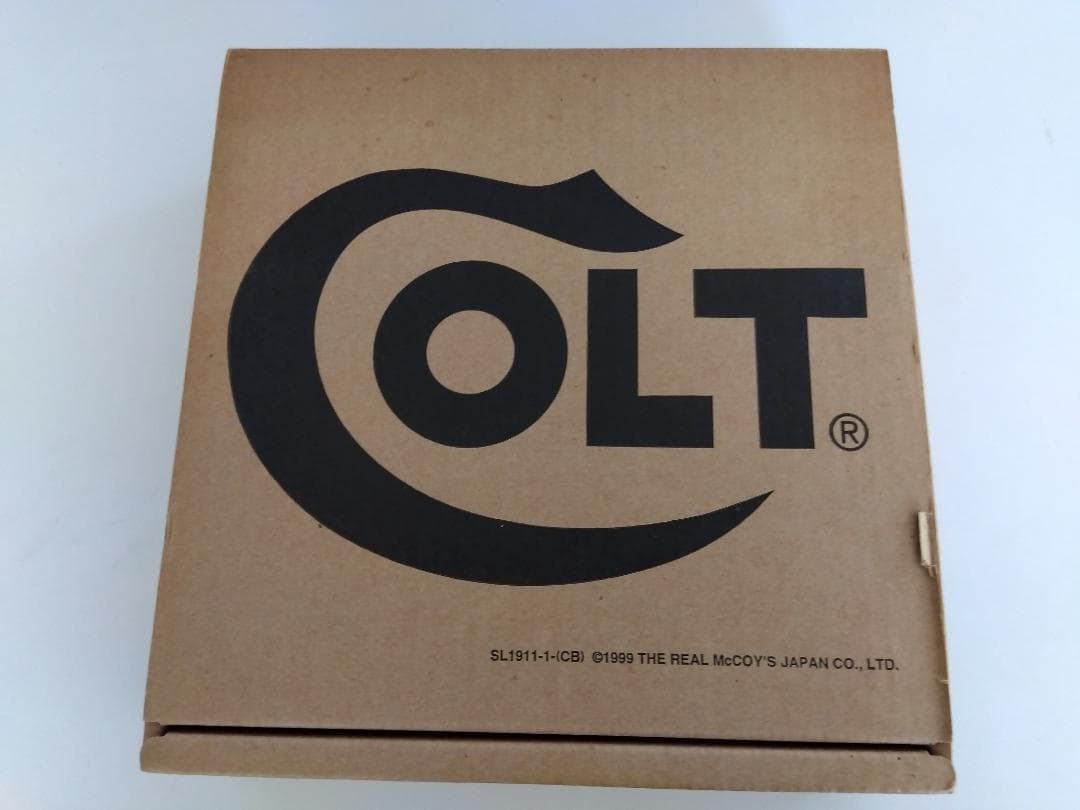 COLT®
SL1911-1-(CB) ©1999 THE REAL McCOY'S JAPAN CO., LTD.